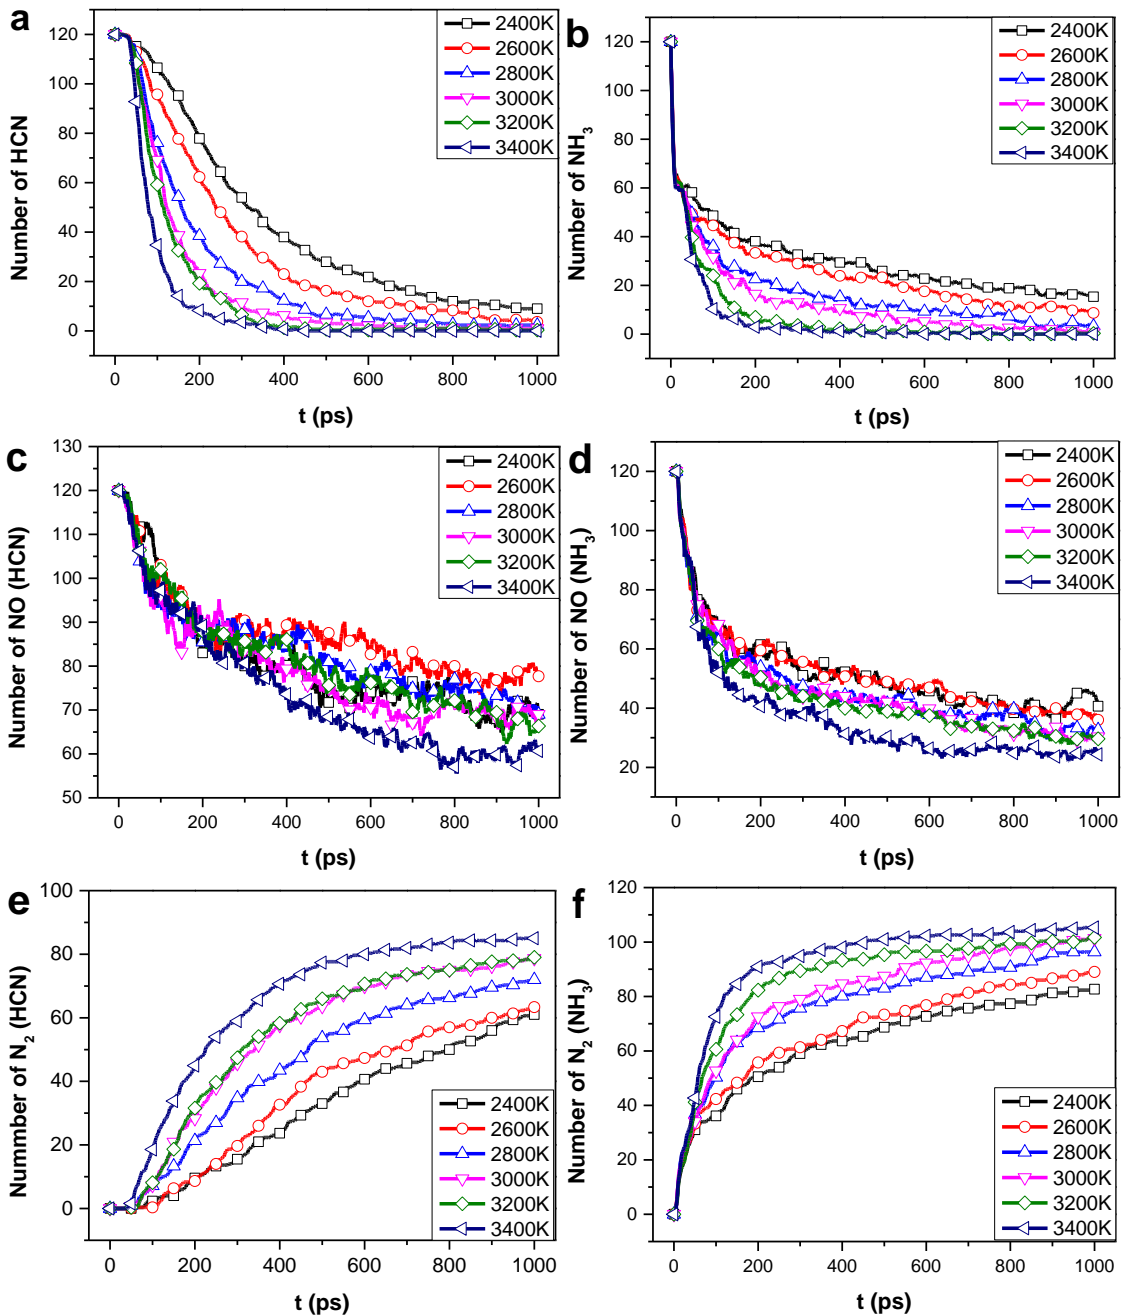 a
Number of HCN
120
100
80
60
40
20
0
0 200 400 600 800 1000
t (ps)
2400K
2600K
2800K
3000K
3200K
3400K
b
Number of NH3
120
100
80
60
40
20
0
0 200 400 600 800 1000
t (ps)
2400K
2600K
2800K
3000K
3200K
3400K
c
Number of NO (HCN)
130
120
110
100
90
80
70
60
50
0 200 400 600 800 1000
t (ps)
2400K
2600K
2800K
3000K
3200K
3400K
d
Number of NO (NH3)
120
100
80
60
40
20
0 200 400 600 800 1000
t (ps)
2400K
2600K
2800K
3000K
3200K
3400K
e
Nummber of N2 (HCN)
100
80
60
40
20
0
0 200 400 600 800 1000
t (ps)
2400K
2600K
2800K
3000K
3200K
3400K
f
Number of N2 (NH3)
120
100
80
60
40
20
0
0 200 400 600 800 1000
t (ps)
2400K
2600K
2800K
3000K
3200K
3400K